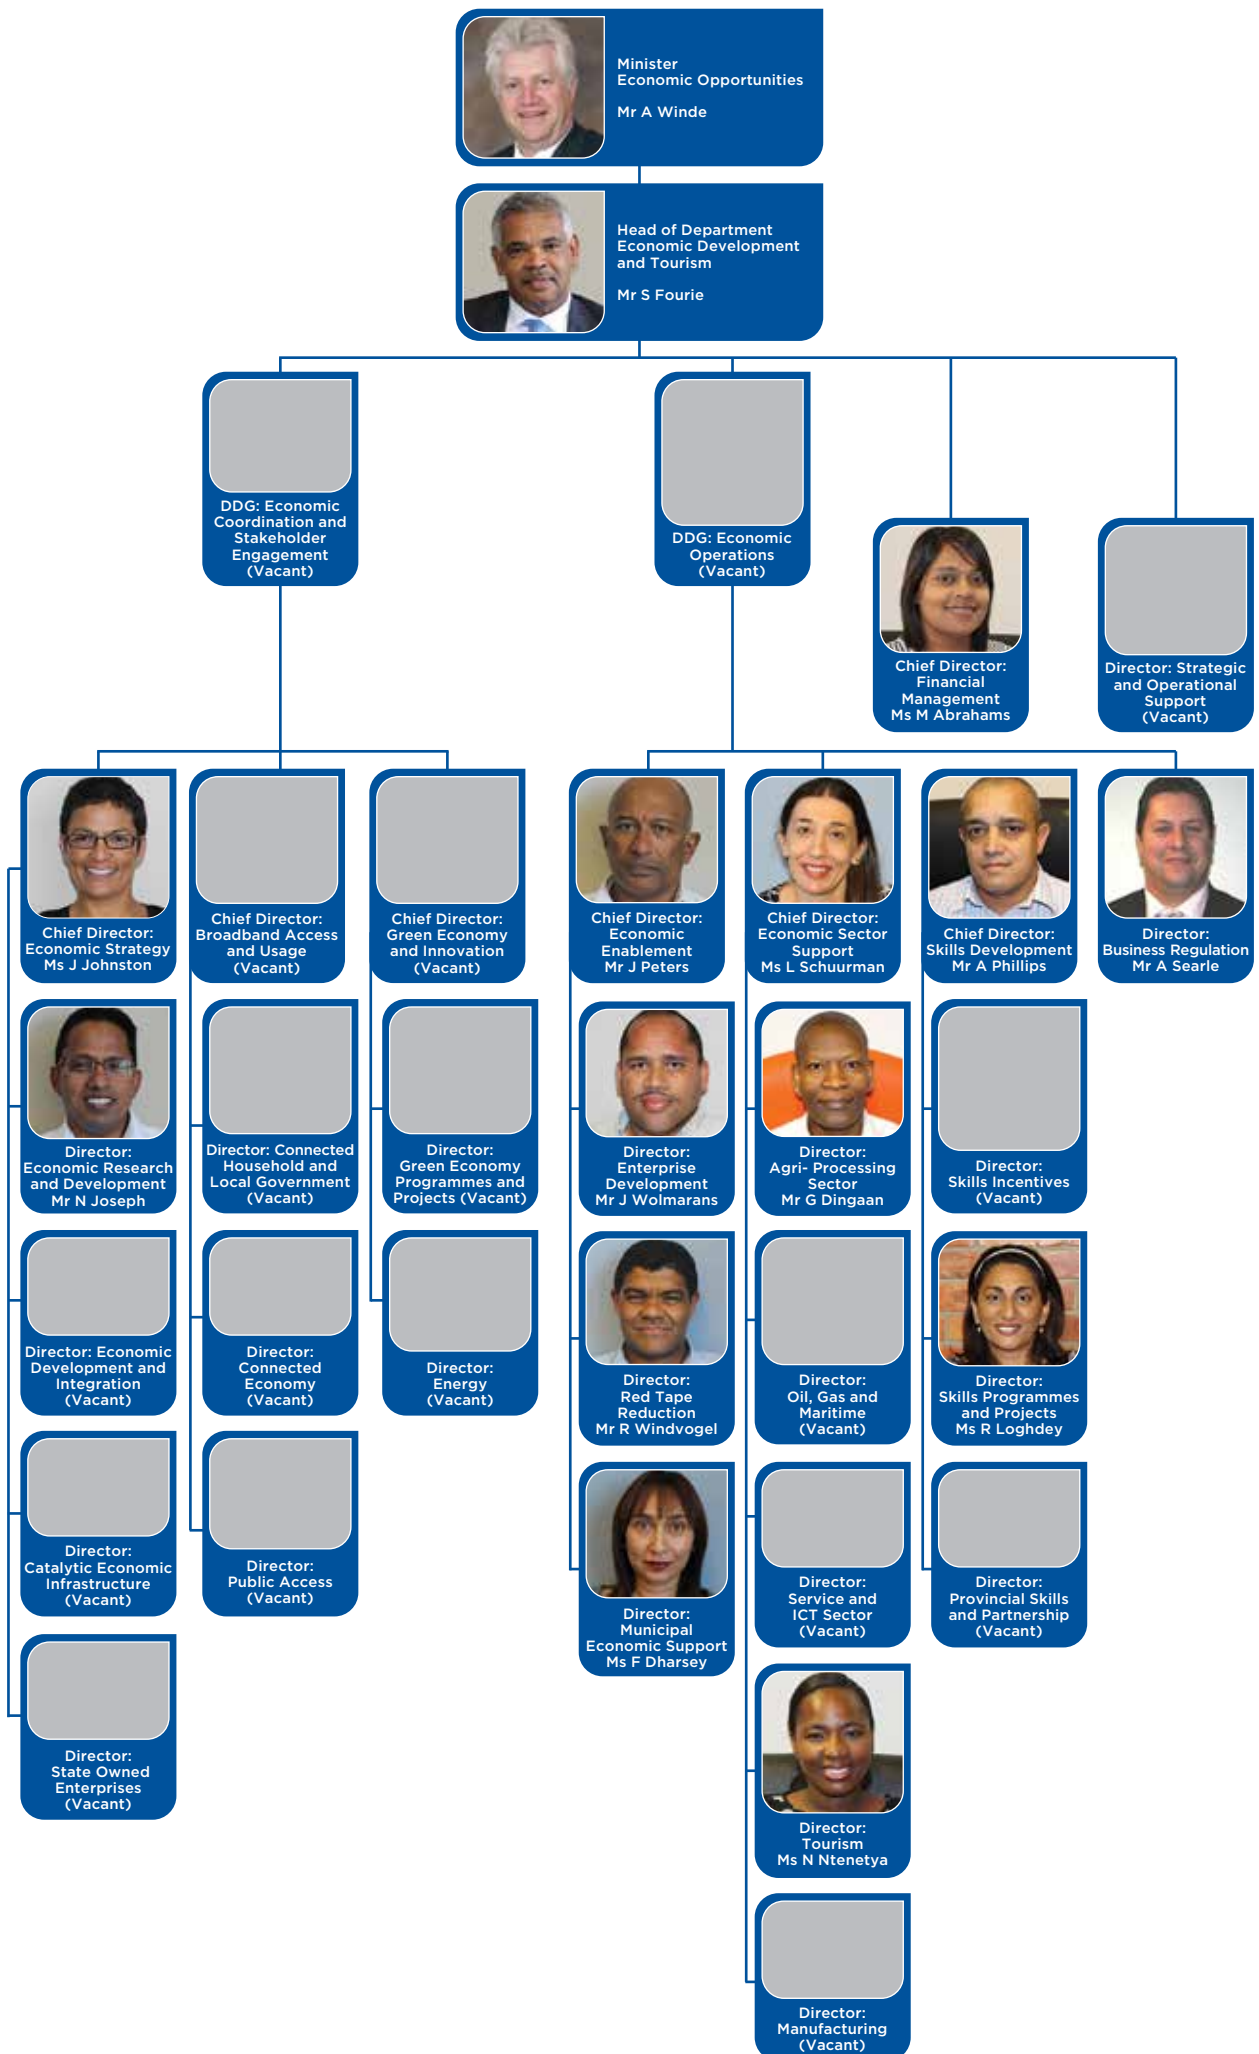 Minister
Economic Opportunities
Mr A Winde
Head of Department
Economic Development
and Tourism
Mr S Fourie
DDG: Economic
Coordination and
Stakeholder
Engagement
(Vacant)
DDG: Economic
Operations
(Vacant)
Chief Director:
Financial
Management
Ms M Abrahams
Director: Strategic
and Operational
Support
(Vacant)
Chief Director:
Economic Strategy
Ms J Johnston
Chief Director:
Broadband Access
and Usage
(Vacant)
Chief Director:
Green Economy
and Innovation
(Vacant)
Chief Director:
Economic
Enablement
Mr J Peters
Chief Director:
Economic Sector
Support
Ms L Schuurman
Chief Director:
Skills Development
Mr A Phillips
Director:
Business Regulation
Mr A Searle
Director:
Economic Research
and Development
Mr N Joseph
Director: Connected
Household and
Local Government
(Vacant)
Director:
Green Economy
Programmes and
Projects (Vacant)
Director:
Enterprise
Development
Mr J Wolmarans
Director:
Agri- Processing
Sector
Mr G Dingaan
Director:
Skills Incentives
(Vacant)
Director: Economic
Development and
Integration
(Vacant)
Director:
Connected
Economy
(Vacant)
Director:
Energy
(Vacant)
Director:
Red Tape
Reduction
Mr R Windvogel
Director:
Oil, Gas and
Maritime
(Vacant)
Director:
Skills Programmes
and Projects
Ms R Loghdey
Director:
Catalytic Economic
Infrastructure
(Vacant)
Director:
Public Access
(Vacant)
Director:
Municipal
Economic Support
Ms F Dharsey
Director:
Service and
ICT Sector
(Vacant)
Director:
Provincial Skills
and Partnership
(Vacant)
Director:
State Owned
Enterprises
(Vacant)
Director:
Tourism
Ms N Ntenetya
Director:
Manufacturing
(Vacant)